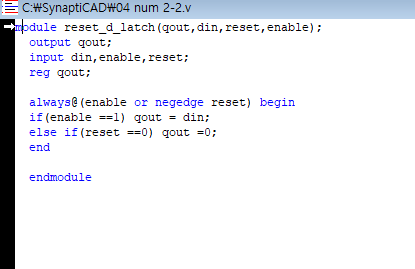 C:₩SynaptiCAD₩04 num 2-2.v
module reset_d_latch(qout,din,reset,enable);
output qout;
input din,enable,reset;
reg qout;
always@(enable or negedge reset) begin
if(enable ==1) qout = din;
else if(reset ==0) qout =0;
end
endmodule